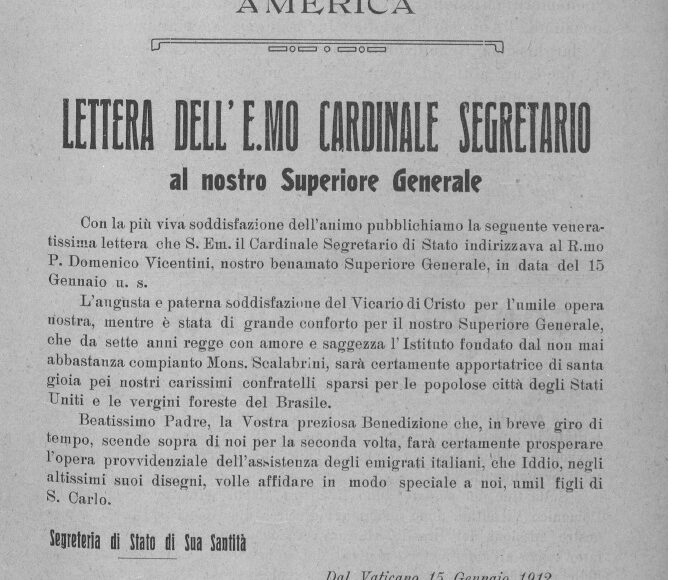 AMERICA
LETTERA DELL' E.MO CARDINALE SEGRETARIO
al nostro Superiore Generale
Con la più viva soddisfazione dell'animo pubblichiamo la seguente venera-
tissima lettera che S. Em. il Cardinale Segretario di Stato indirizzava al R.mo
P. Domenico Vicentini, nostro benamato Superiore Generale, in data del 15
Gennaio u. s.
L'augusta e paterna soddisfazione del Vicario di Cristo per l'umile opera
nostra, mentre è stata di grande conforto per il nostro Superiore Generale,
che da sette anni regge con amore e saggezza l'Istituto fondato dal non mai
abbastanza compianto Mons. Scalabrini, sarà certamente apportatrice di santa
gioia pei nostri carissimi confratelli sparsi per le popolose città degli Stati
Uniti e le vergini foreste del Brasile.
Beatissimo Padre, la Vostra preziosa Benedizione che, in breve giro di
tempo, scende sopra di noi per la seconda volta, farà certamente prosperare
l'opera provvidenziale dell'assistenza degli emigrati italiani, che Iddio, negli
altissimi suoi disegni, volle affidare in modo speciale a noi, umil figli di
S. Carlo.
Segreteria di Stato di Sua Santità
Dal Vaticano 15 Gennaio 1912